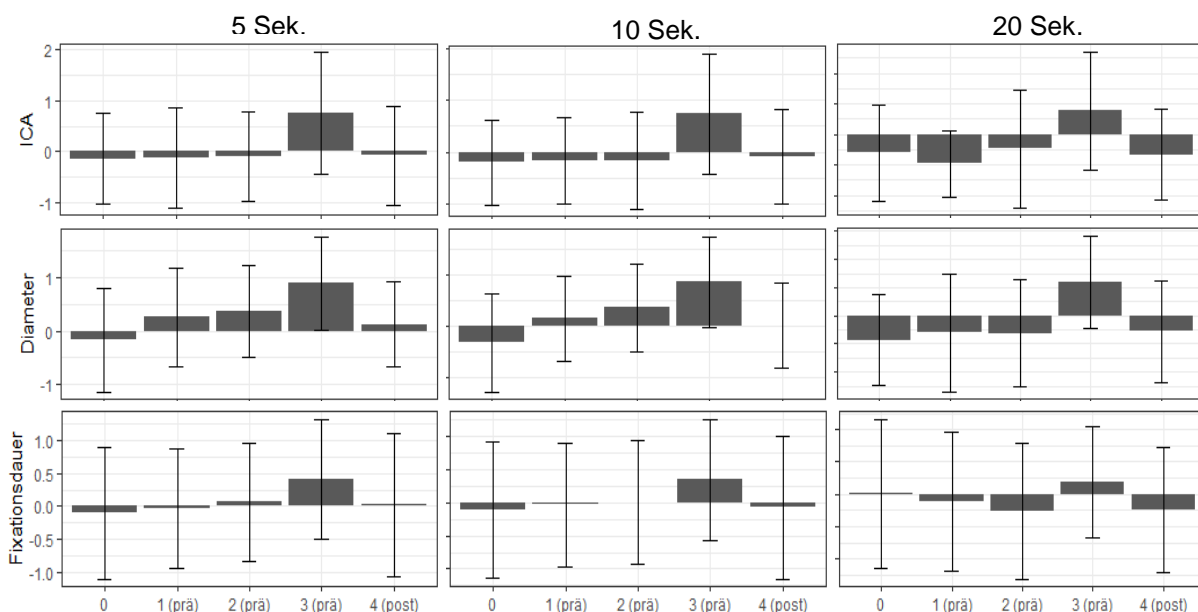 5 Sek. 10 Sek. 20 Sek.
ICA
2
1
0
-1
Diameter
1
0
-1
Fixationsdauer
1.0
0.5
0.0
-0.5
-1.0
0 1 (prä) 2 (prä) 3 (prä) 4 (post) 0 1 (prä) 2 (prä) 3 (prä) 4 (post) 0 1 (prä) 2 (prä) 3 (prä) 4 (post)